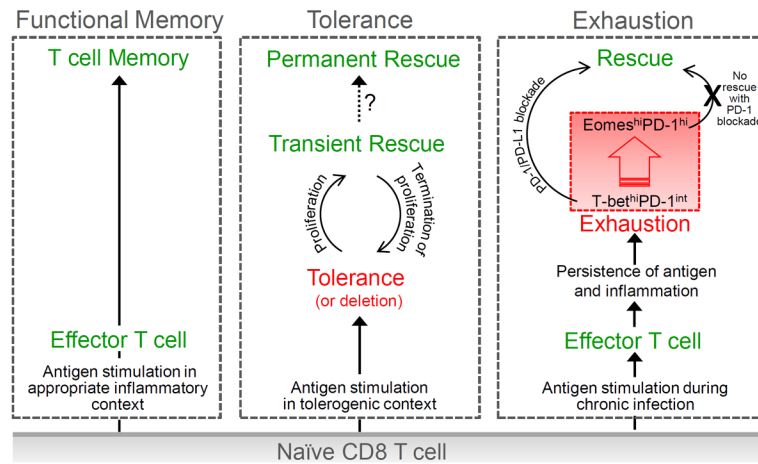 Functional Memory
T cell Memory
Effector T cell
Antigen stimulation in
appropriate inflammatory
context
Tolerance
Permanent Rescue
?
Transient Rescue
Proliferation
Termination of
proliferation
Tolerance
(or deletion)
Antigen stimulation
in tolerogenic context
Exhaustion
Rescue
PD-1/PD-L1 blockade
X
No
rescue
with
PD-1
blockade
Eomesʰⁱ PD-1ʰⁱ
T-betʰⁱPD-1ⁱⁿᵗ
Exhaustion
Persistence of antigen
and inflammation
Effector T cell
Antigen stimulation during
chronic infection
Naïve CD8 T cell